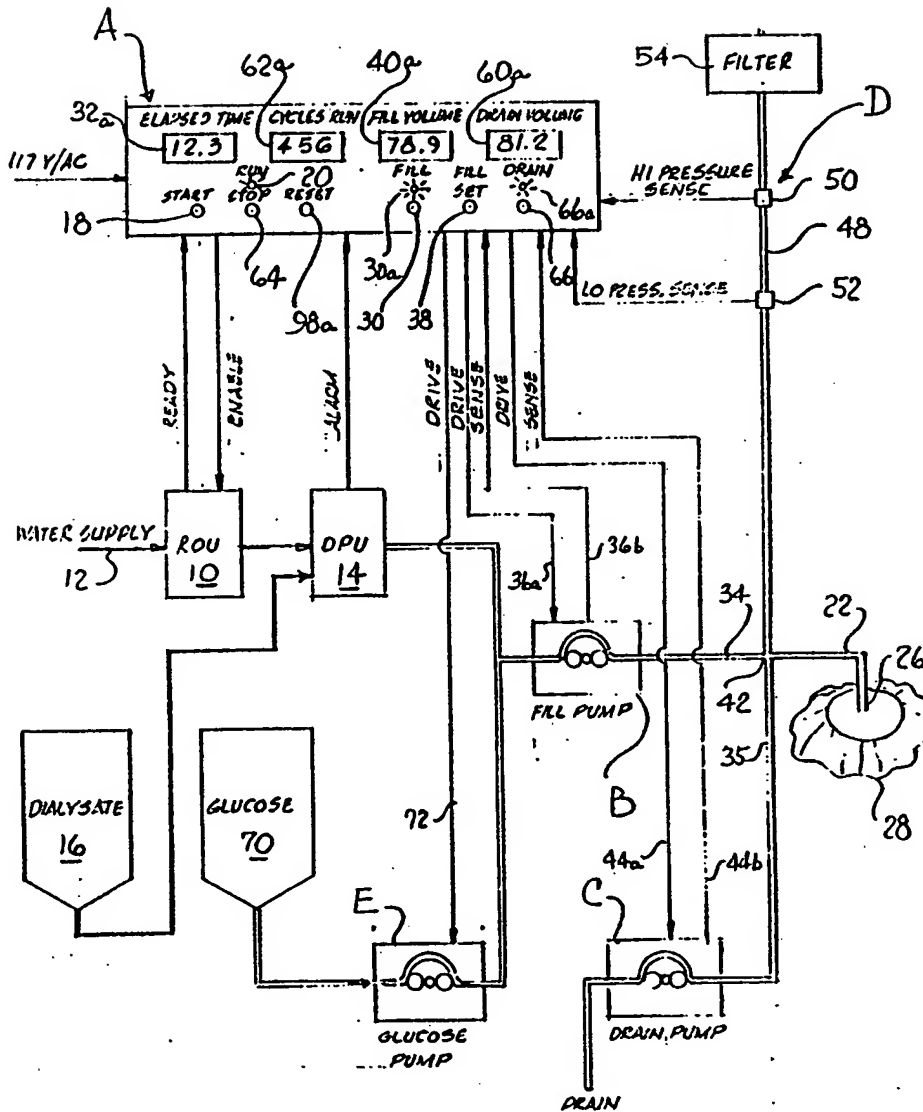 A
62a
40a
60a
54
FILTER
32a
ELAPSED TIME CYCLES RUN FILL VOLUME DRAIN VOLUME
12.3 456 78.9 81.2
D
117 V/AC
RUN
20
FILL
FILL
DRAIN
START
STOP
RESET
SET
66a
HI PRESSURE
SENSE
50
18
48
64
98a
30a
30
38
66
LO PRESS. SENSE
52
READY
ENABLE
ALARM
DRIVE
DRIVE
SENSE
DRIVE
SENSE
WATER SUPPLY
12
ROU
10
DPU
14
36a
36b
34
22
26
42
FILL PUMP
35
B
28
DIALYSATE
16
GLUCOSE
70
72
44a
44b
E
C
GLUCOSE
PUMP
DRAIN PUMP
DRAIN